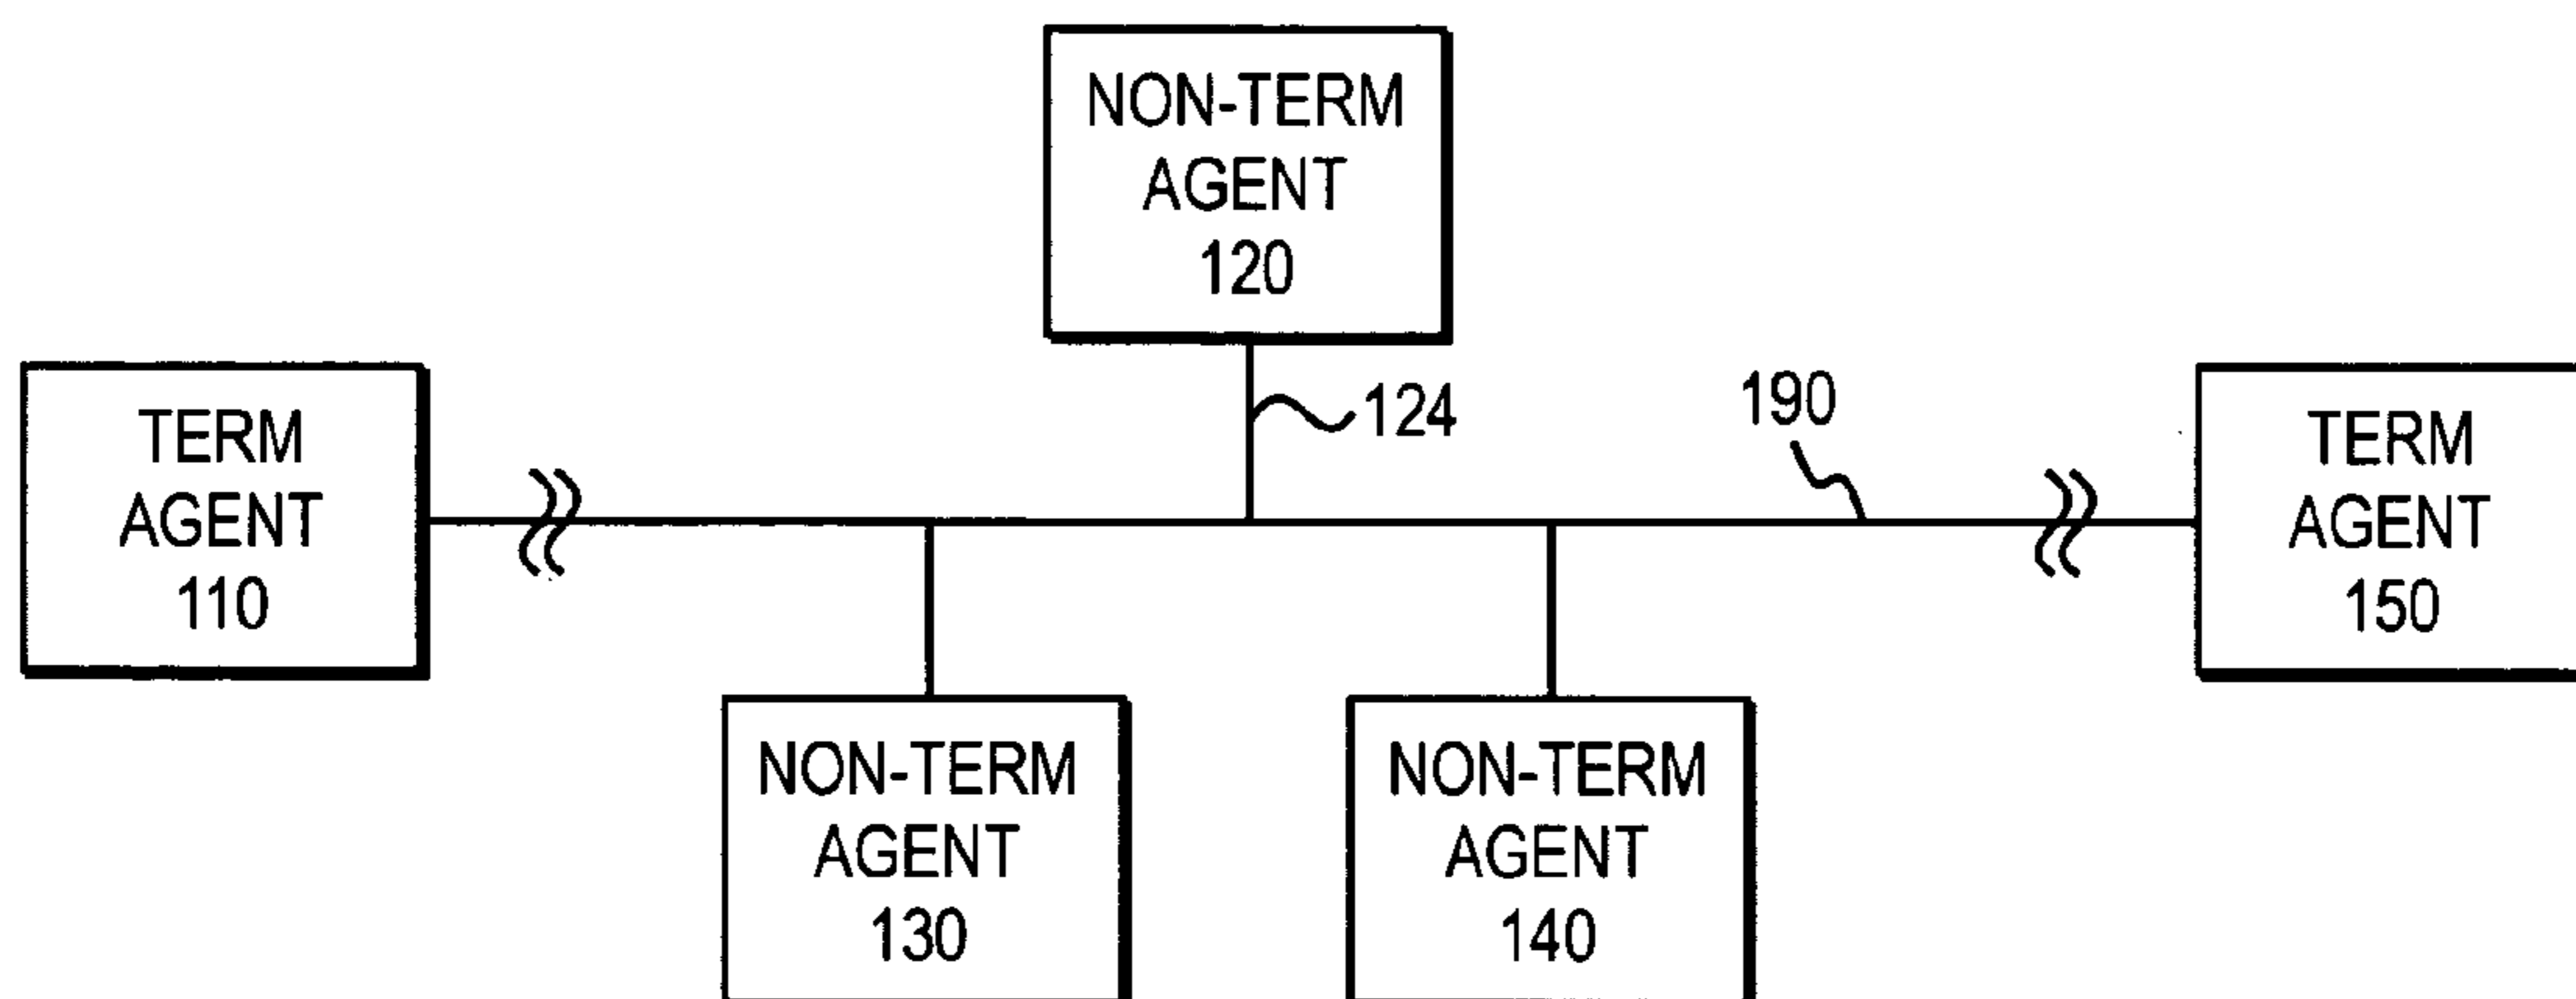 NON-TERM
AGENT
120
124
190
TERM
AGENT
110
TERM
AGENT
150
NON-TERM
AGENT
130
NON-TERM
AGENT
140